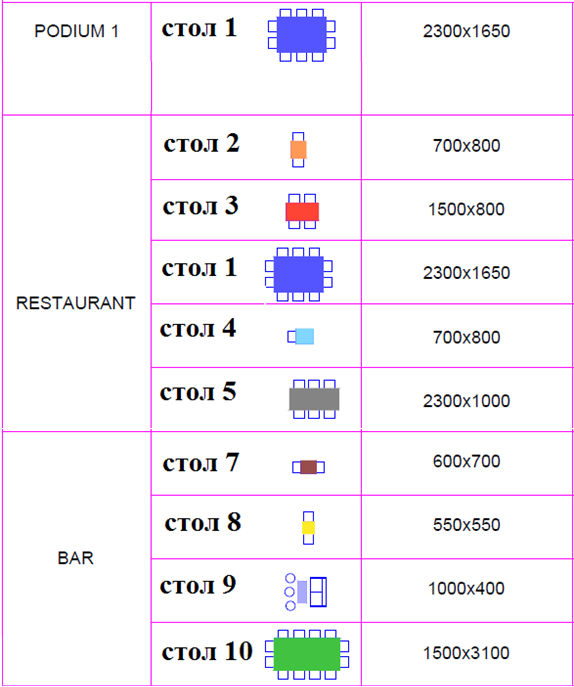 PODIUM 1 стол 1 2300x1650
стол 2 700x800
стол 3 1500x800
RESTAURANT стол 1 2300x1650
стол 4 700x800
стол 5 2300x1000
стол 7 600x700
стол 8 550x550
BAR стол 9 1000x400
стол 10 1500x3100